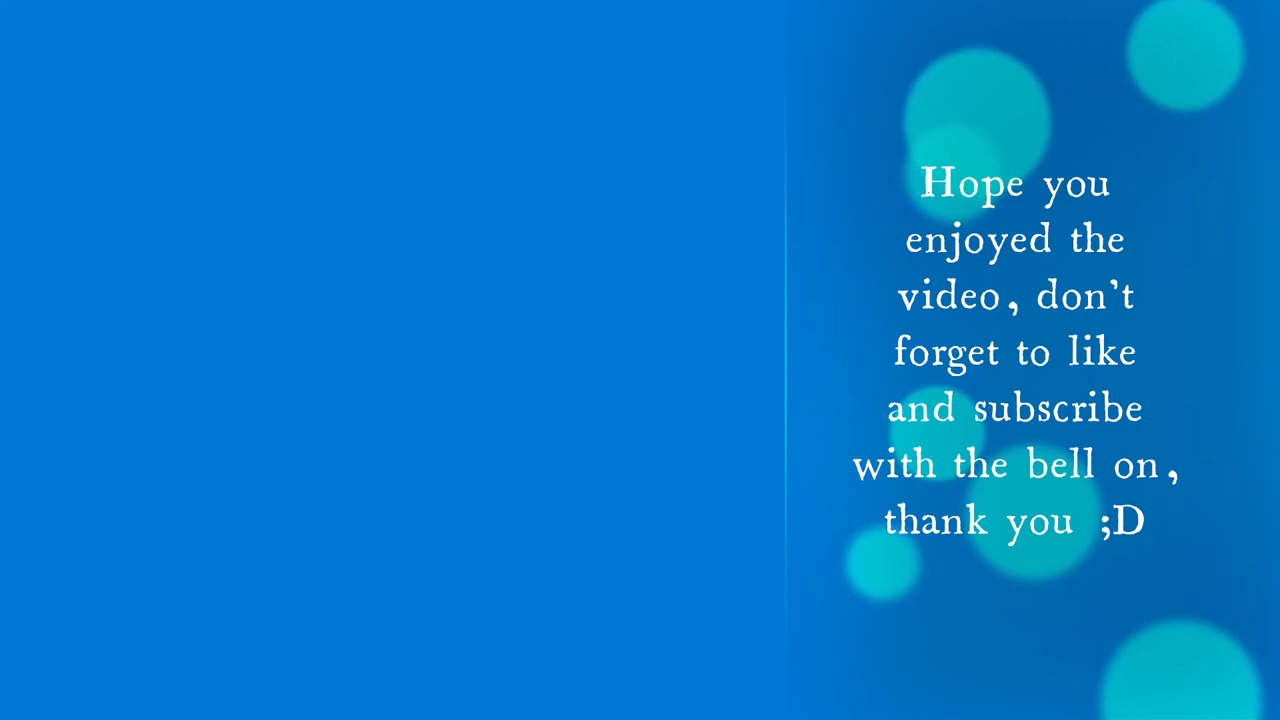 Hope you
enjoyed the
video, don't
forget to like
and subscribe
with the bell on,
thank you ;D